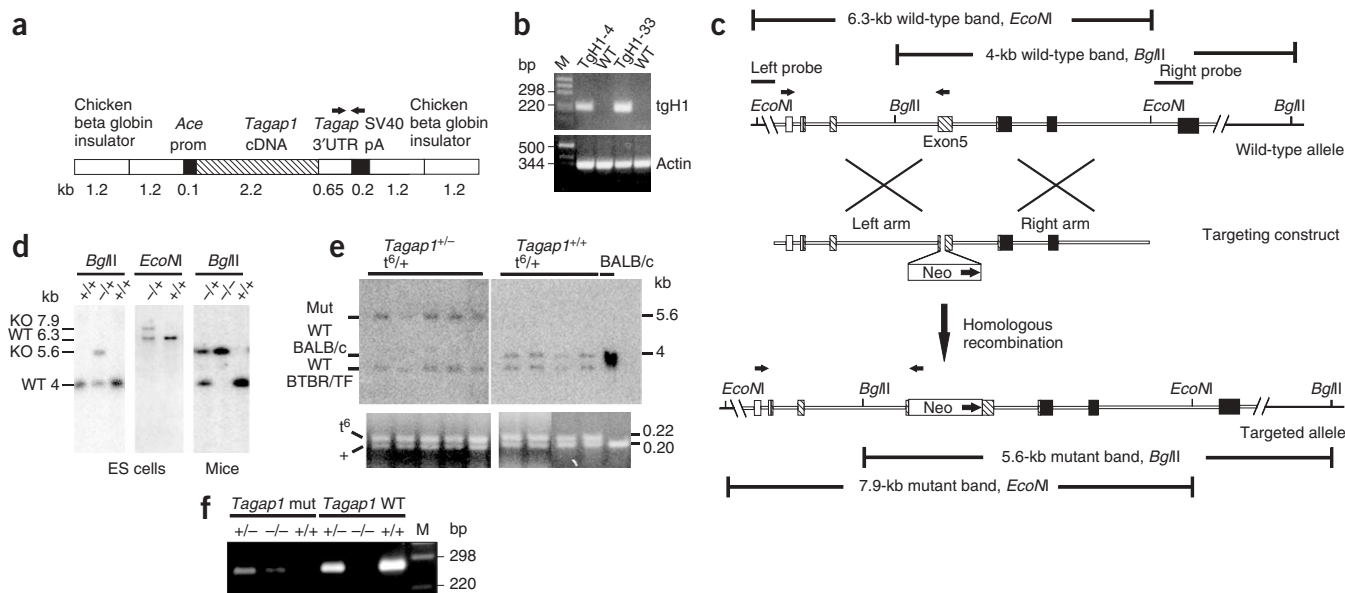 a
Chicken
beta globin
insulator
Ace
prom
Tagap1
cDNA
Tagap
3′UTR
SV40
pA
Chicken
beta globin
insulator
kb 1.2 1.2 0.1 2.2 0.65 0.2 1.2 1.2
b
bp M TgH1-4 WT TgH1-33 WT
298
220
tgH1
500
344
Actin
c
6.3-kb wild-type band, EcoNI
4-kb wild-type band, BglII
Left probe
Right probe
EcoNI BglII EcoNI BglII
Exon5
Wild-type allele
Left arm Right arm
Targeting construct
Neo
Homologous
recombination
EcoNI BglII EcoNI BglII
Neo
Targeted allele
5.6-kb mutant band, BglII
7.9-kb mutant band, EcoNI
d
BglII EcoNI BglII
kb +/+ −/+ +/+ −/+ +/+ −/+ −/− +/+
KO 7.9
WT 6.3
KO 5.6
WT 4
ES cells Mice
e
Tagap1+/− Tagap1+/+
t6/+ t6/+ BALB/c
kb
Mut 5.6
WT
BALB/c 4
WT
BTBR/TF
t6 0.22
+ 0.20
f
Tagap1 mut Tagap1 WT
+/− −/− +/+ +/− −/− +/+ M bp
298
220